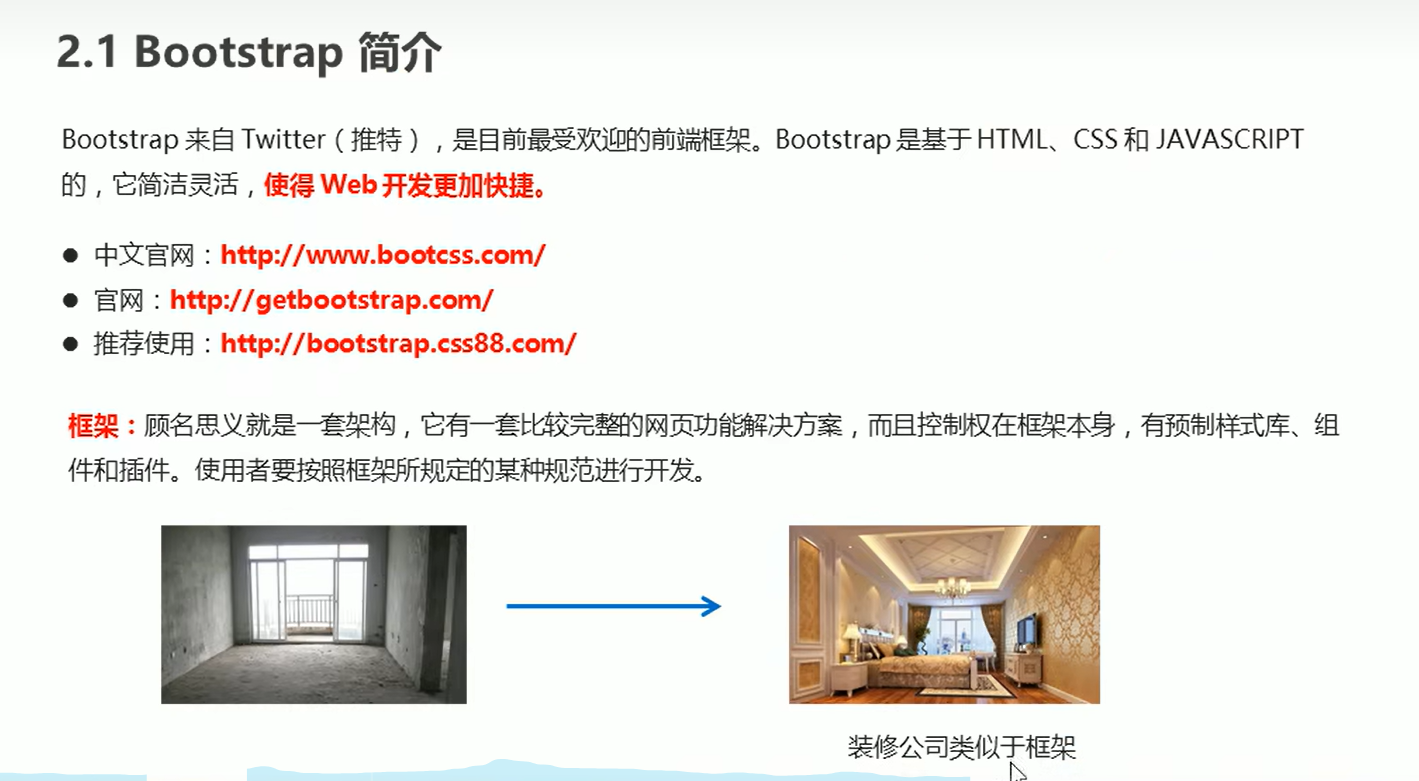 2.1 Bootstrap 简介
Bootstrap 来自 Twitter（推特），是目前最受欢迎的前端框架。Bootstrap 是基于 HTML、CSS 和 JAVASCRIPT
的，它简洁灵活，使得 Web 开发更加快捷。
● 中文官网：http://www.bootcss.com/
● 官网：http://getbootstrap.com/
● 推荐使用：http://bootstrap.css88.com/
框架：顾名思义就是一套架构，它有一套比较完整的网页功能解决方案，而且控制权在框架本身，有预制样式库、组
件和插件。使用者要按照框架所规定的某种规范进行开发。
装修公司类似于框架